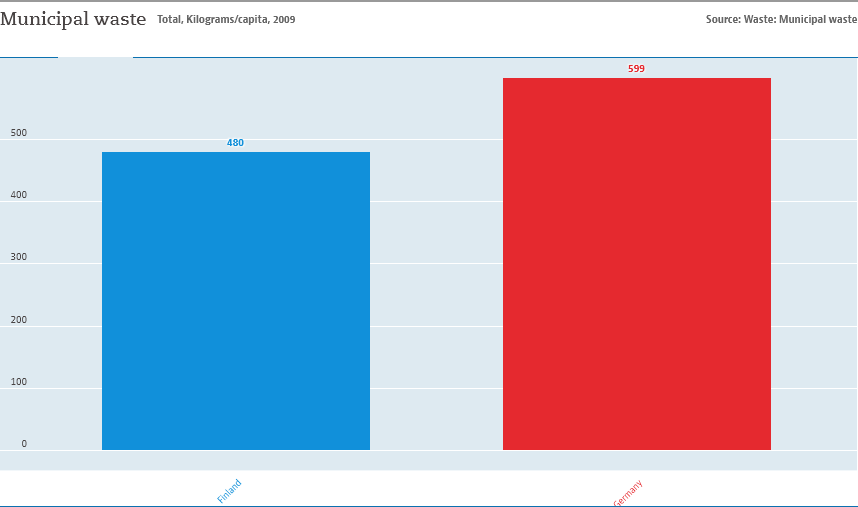 Municipal waste Total, Kilograms/capita, 2009
Source: Waste: Municipal waste
599
500
480
400
300
200
100
0
Finland
Germany